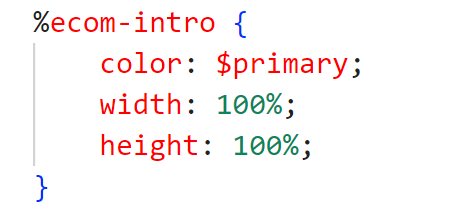 %ecom-intro {
    color: $primary;
    width: 100%;
    height: 100%;
}